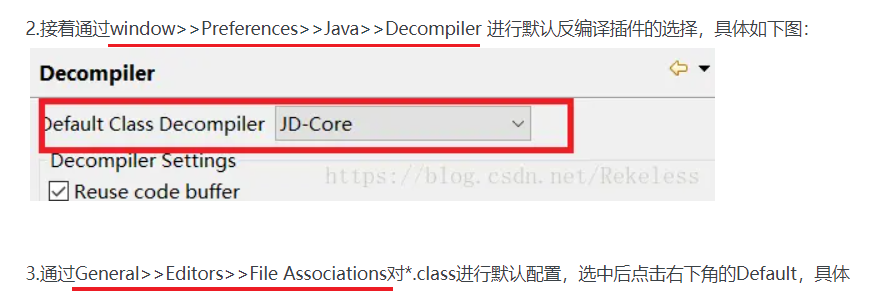 2.接着通过window>>Preferences>>Java>>Decompiler 进行默认反编译插件的选择，具体如下图：
Decompiler
Default Class Decompiler JD-Core
Decompiler Settings
https://blog.csdn.net/Rekeless
Reuse code buffer
3.通过General>>Editors>>File Associations对*.class进行默认配置，选中后点击右下角的Default，具体